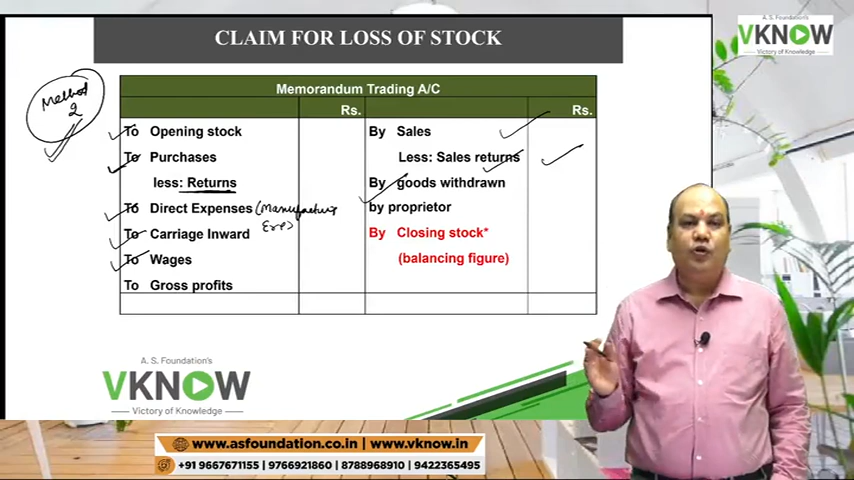 CLAIM FOR LOSS OF STOCK
A. S. Foundation's
VKNOW
Victory of Knowledge
Method
2
Memorandum Trading A/C
Rs. Rs.
To Opening stock By Sales
To Purchases Less: Sales returns
less: Returns By goods withdrawn
To Direct Expenses (Manufacturing by proprietor
Exp)
To Carriage Inward By Closing stock*
To Wages (balancing figure)
To Gross profits
A. S. Foundation's
VKNOW
Victory of Knowledge
www.asfoundation.co.in | www.vknow.in
+91 9667671155 | 9766921860 | 8788968910 | 9422365495